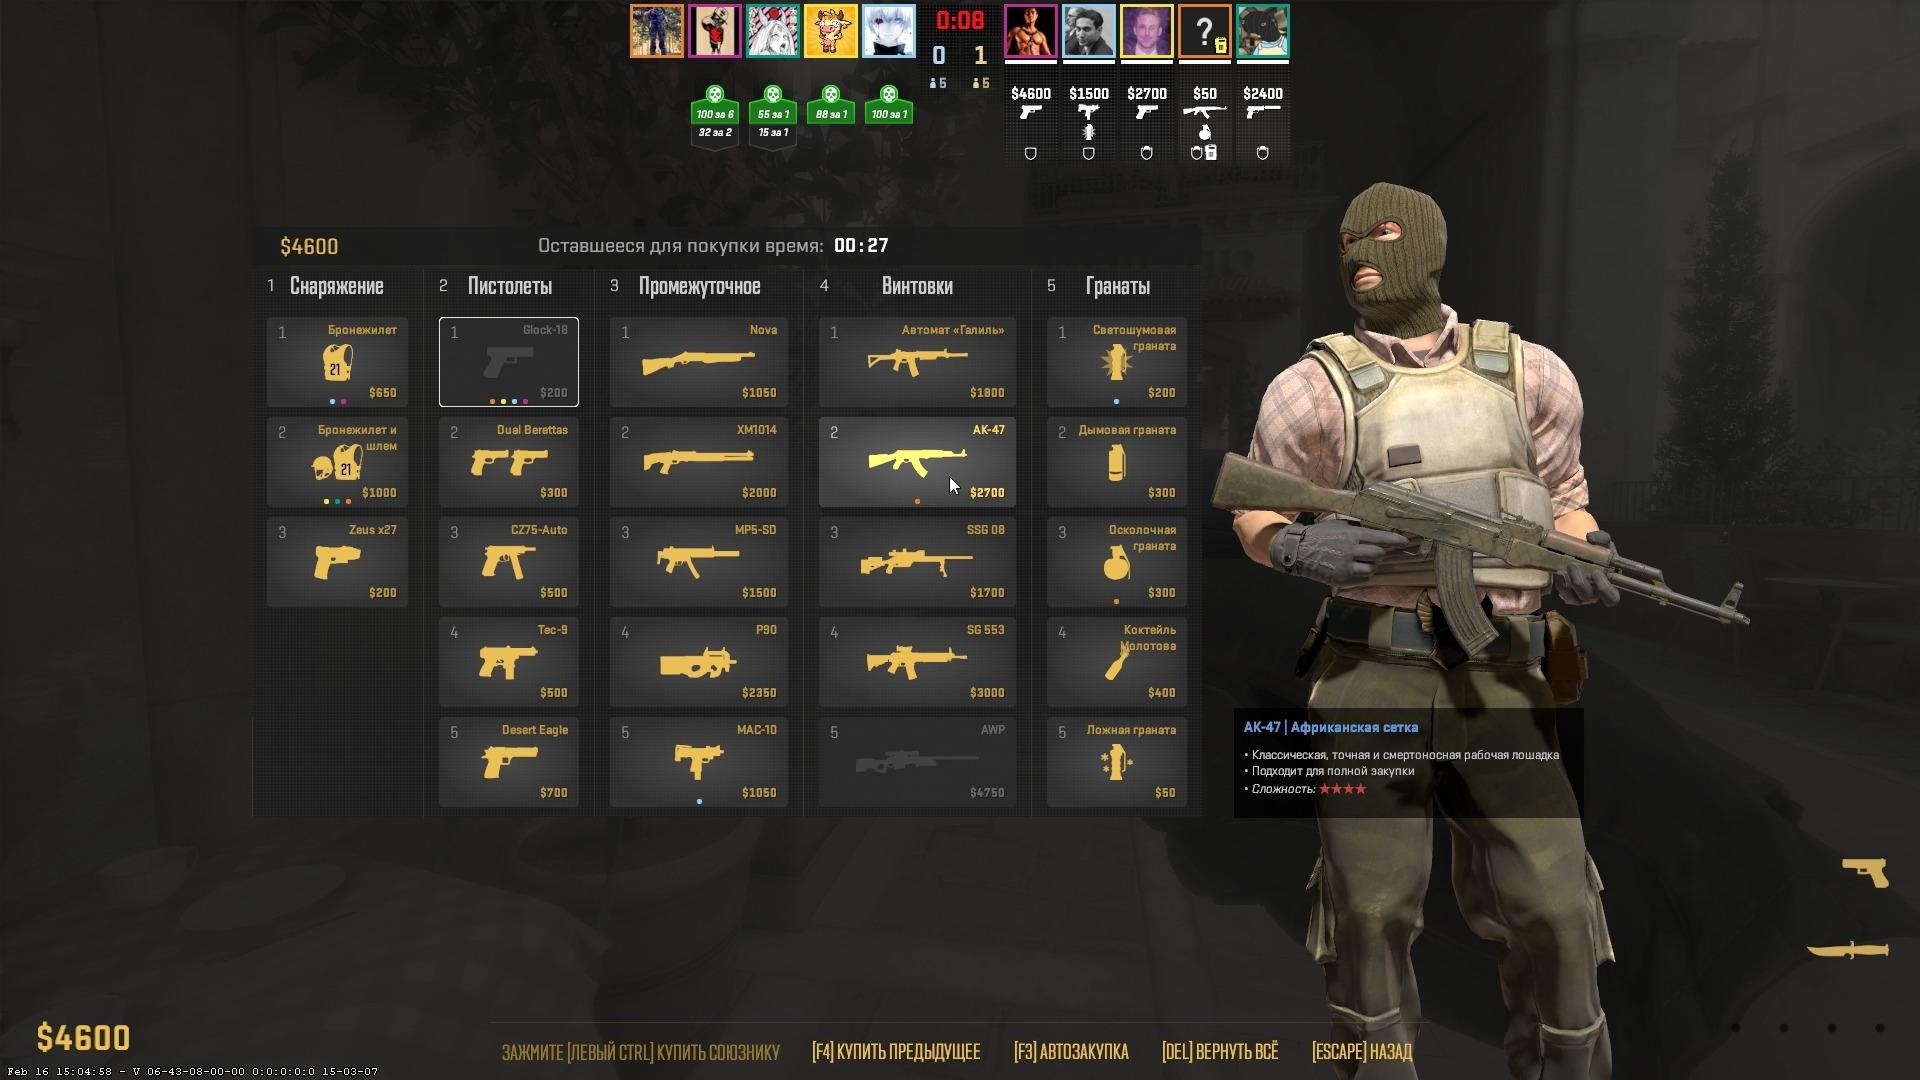 0:08
0 1
5 5
100 за 6
32 за 2
55 за 1
15 за 1
88 за 1
100 за 1
$4600 $1500 $2700 $50 $2400
?
$4600
Оставшееся для покупки время: 00:27
1 Снаряжение
1 Бронежилет
21
$650
2 Бронежилет и
шлем
21
$1000
3 Zeus x27
$200
2 Пистолеты
1 Glock-18
$200
2 Dual Berettas
$300
3 CZ75-Auto
$500
4 Tec-9
$500
5 Desert Eagle
$700
3 Промежуточное
1 Nova
$1050
2 XM1014
$2000
3 MP5-SD
$1500
4 P90
$2350
5 MAC-10
$1050
4 Винтовки
1 Автомат «Галиль»
$1800
2 AK-47
$2700
3 SSG 08
$1700
4 SG 553
$3000
5 AWP
$4750
5 Гранаты
1 Светошумовая
граната
$200
2 Дымовая граната
$300
3 Осколочная
граната
$300
4 Коктейль
Молотова
$400
5 Ложная граната
$50
AK-47 | Африканская сетка
• Классическая, точная и смертоносная рабочая лошадка
• Подходит для полной закупки
• Сложность: ★★★★
$4600
ЗАЖМИТЕ [ЛЕВЫЙ CTRL] КУПИТЬ СОЮЗНИКУ [F4] КУПИТЬ ПРЕДЫДУЩЕЕ [F3] АВТОЗАКУПКА [DEL] ВЕРНУТЬ ВСЁ [ESCAPE] НАЗАД
Feb 16 15:04:58 - V 06-43-08-00-00 0:0:0:0:0 15-03-07